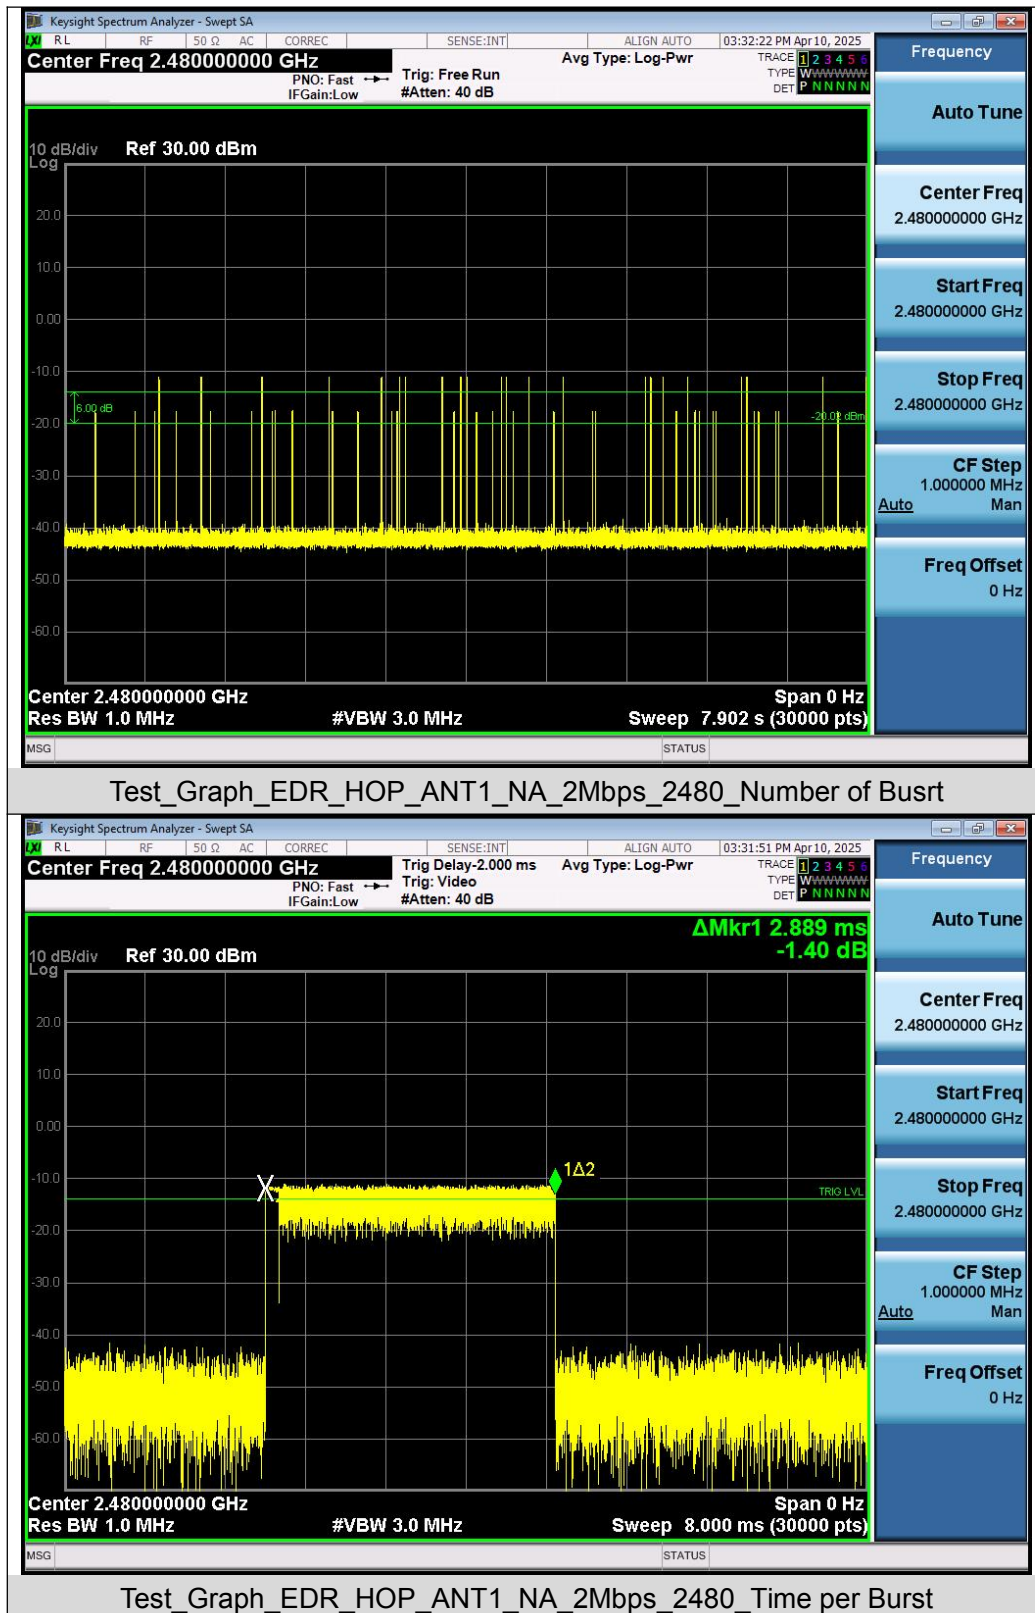 Keysight Spectrum Analyzer - Swept SA
LXI RL RF 50 Ω AC CORREC SENSE:INT ALIGN AUTO 03:32:22 PM Apr 10, 2025
Center Freq 2.480000000 GHz
PNO: Fast
IFGain:Low
Trig: Free Run
#Atten: 40 dB
Avg Type: Log-Pwr
TRACE 1 2 3 4 5 6
TYPE WWWWWW
DET P N N N N N
Frequency
Auto Tune
Center Freq
2.480000000 GHz
Start Freq
2.480000000 GHz
Stop Freq
2.480000000 GHz
CF Step
1.000000 MHz
Auto Man
Freq Offset
0 Hz
10 dB/div Ref 30.00 dBm
Log
20.0
10.0
0.00
-10.0
6.00 dB
-20.02 dBm
-20.0
-30.0
-40.0
-50.0
-60.0
Center 2.480000000 GHz Span 0 Hz
Res BW 1.0 MHz #VBW 3.0 MHz Sweep 7.902 s (30000 pts)
MSG STATUS
Test_Graph_EDR_HOP_ANT1_NA_2Mbps_2480_Number of Busrt
Keysight Spectrum Analyzer - Swept SA
LXI RL RF 50 Ω AC CORREC SENSE:INT ALIGN AUTO 03:31:51 PM Apr 10, 2025
Center Freq 2.480000000 GHz
PNO: Fast
IFGain:Low
Trig Delay-2.000 ms
Trig: Video
#Atten: 40 dB
Avg Type: Log-Pwr
TRACE 1 2 3 4 5 6
TYPE WWWWWW
DET P N N N N N
Frequency
Auto Tune
Center Freq
2.480000000 GHz
Start Freq
2.480000000 GHz
Stop Freq
2.480000000 GHz
CF Step
1.000000 MHz
Auto Man
Freq Offset
0 Hz
ΔMkr1 2.889 ms
-1.40 dB
10 dB/div Ref 30.00 dBm
Log
20.0
10.0
0.00
-10.0
1Δ2
TRIG LVL
-20.0
-30.0
-40.0
-50.0
-60.0
Center 2.480000000 GHz Span 0 Hz
Res BW 1.0 MHz #VBW 3.0 MHz Sweep 8.000 ms (30000 pts)
MSG STATUS
Test_Graph_EDR_HOP_ANT1_NA_2Mbps_2480_Time per Burst